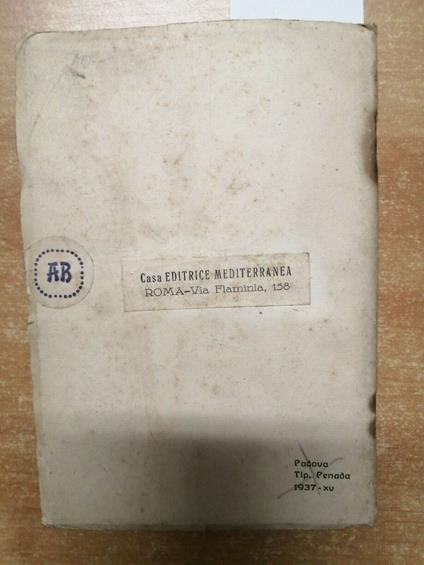 AB
Casa EDITRICE MEDITERRANEA
ROMA-Via Flaminia, 158
Padova
Tip. Penada
1937-XV